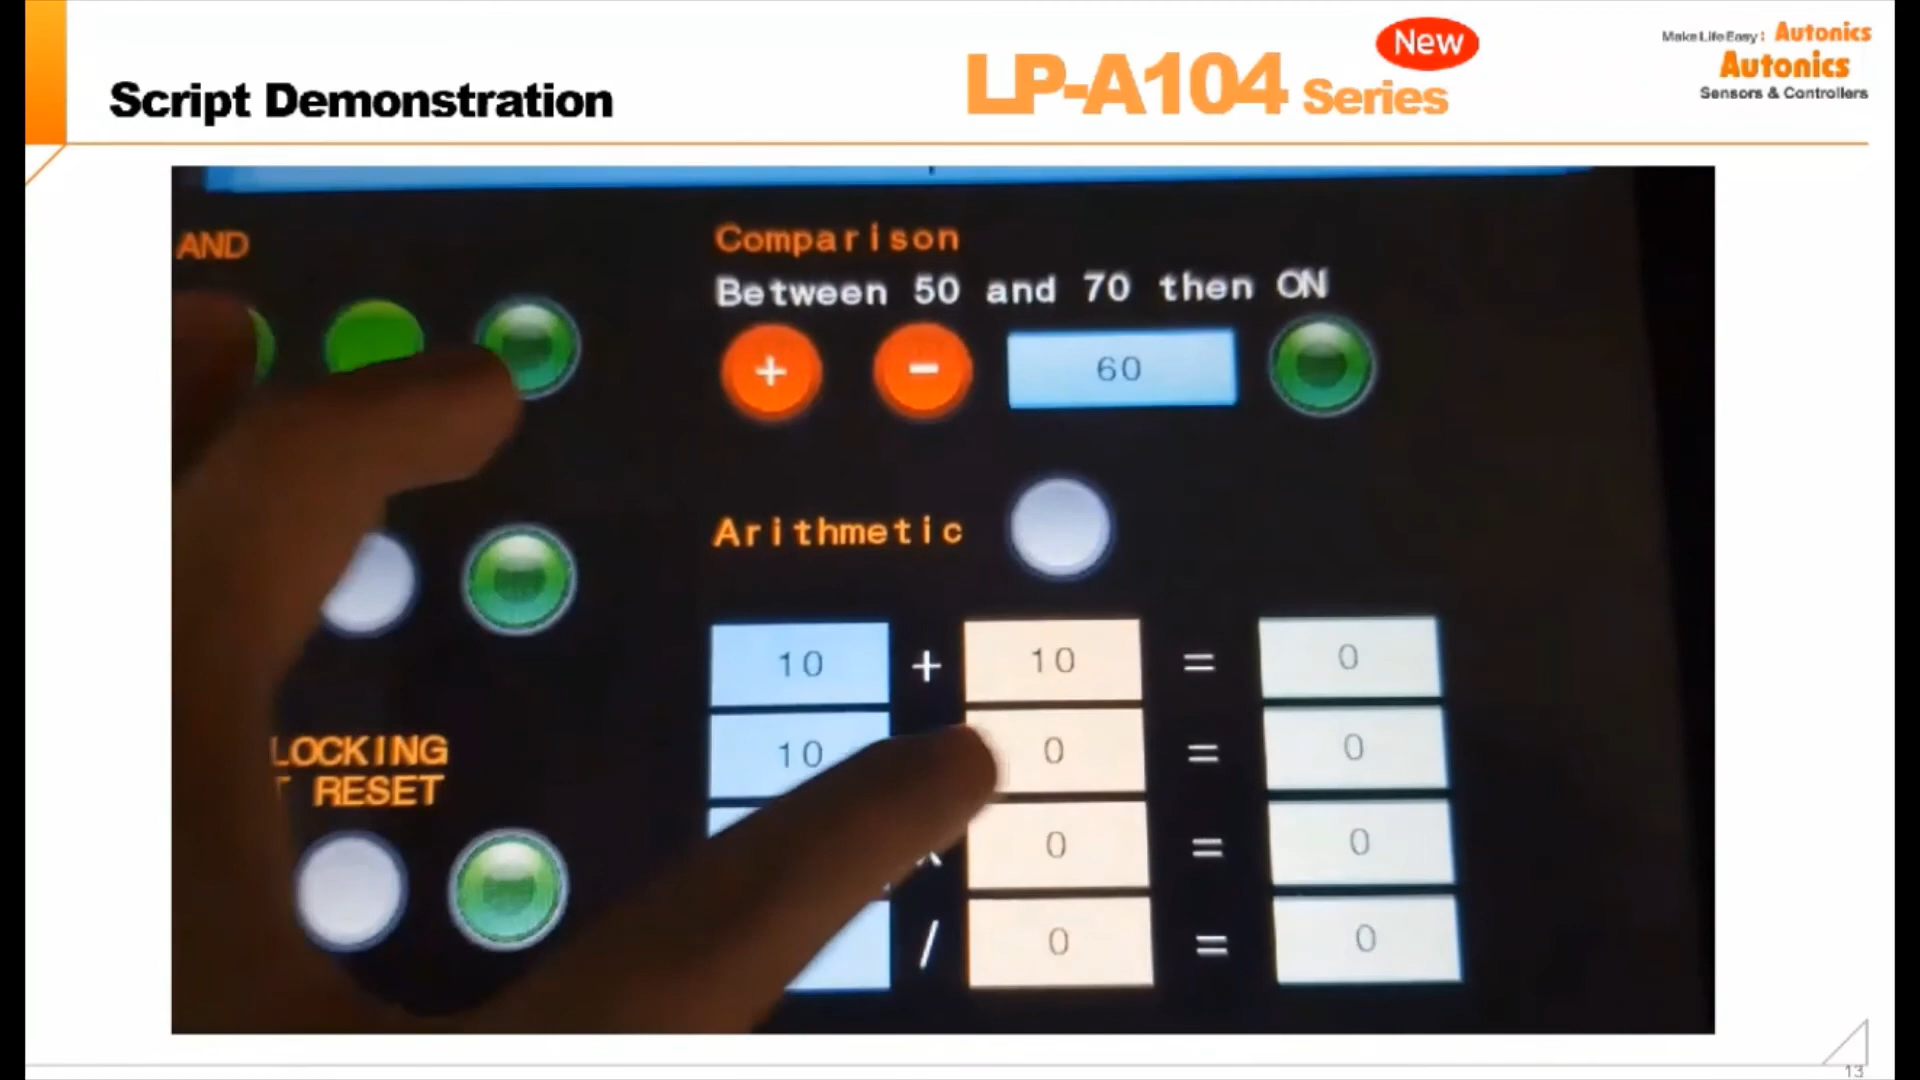 Script Demonstration
LP-A104 Series
New
Make Life Easy: Autonics
Autonics
Sensors & Controllers
AND
Comparison
Between 50 and 70 then ON
+ - 60
Arithmetic
10 + 10 = 0
10 0 = 0
0 = 0
/ 0 = 0
LOCKING
RESET
13